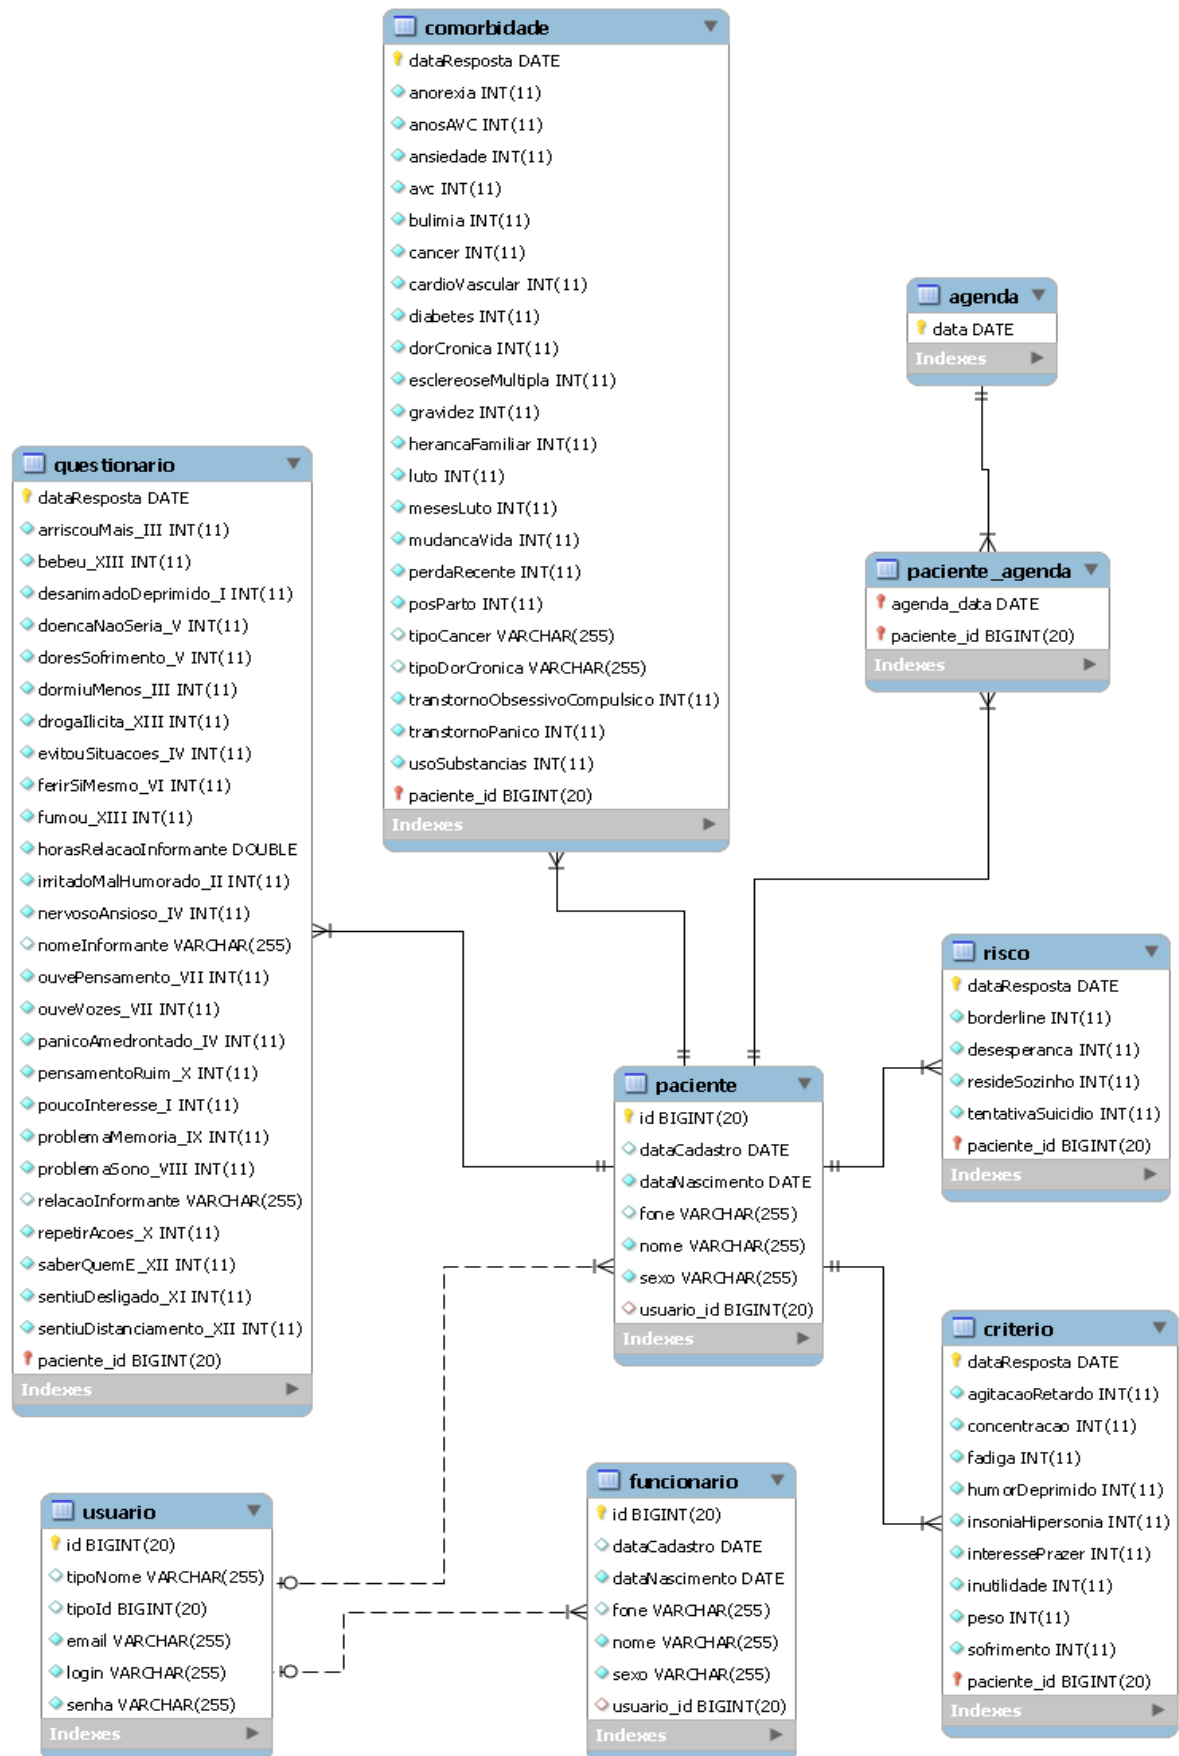 comorbidade
dataResposta DATE
anorexia INT(11)
anosAVC INT(11)
ansiedade INT(11)
avc INT(11)
bulimia INT(11)
cancer INT(11)
cardioVascular INT(11)
diabetes INT(11)
dorCronica INT(11)
esclereoseMultipla INT(11)
gravidez INT(11)
herancaFamiliar INT(11)
luto INT(11)
mesesLuto INT(11)
mudancaVida INT(11)
perdaRecente INT(11)
posParto INT(11)
tipoCancer VARCHAR(255)
tipoDorCronica VARCHAR(255)
transtornoObsessivoCompulsico INT(11)
transtornoPanico INT(11)
usoSubstancias INT(11)
paciente_id BIGINT(20)
Indexes
agenda
data DATE
Indexes
questionario
dataResposta DATE
arriscouMais_III INT(11)
bebeu_XIII INT(11)
desanimadoDeprimido_I INT(11)
doencaNaoSeria_V INT(11)
doresSofrimento_V INT(11)
dormiuMenos_III INT(11)
drogaIlicita_XIII INT(11)
evitouSituacoes_IV INT(11)
ferirSiMesmo_VI INT(11)
fumou_XIII INT(11)
horasRelacaoInformante DOUBLE
irritadoMalHumorado_II INT(11)
nervosoAnsioso_IV INT(11)
nomeInformante VARCHAR(255)
ouvePensamento_VII INT(11)
ouveVozes_VII INT(11)
panicoAmedrontado_IV INT(11)
pensamentoRuim_X INT(11)
poucoInteresse_I INT(11)
problemaMemoria_IX INT(11)
problemaSono_VIII INT(11)
relacaoInformante VARCHAR(255)
repetirAcoes_X INT(11)
saberQuemE_XII INT(11)
sentiuDesligado_XI INT(11)
sentiuDistanciamento_XII INT(11)
paciente_id BIGINT(20)
Indexes
paciente_agenda
agenda_data DATE
paciente_id BIGINT(20)
Indexes
risco
dataResposta DATE
borderline INT(11)
desesperanca INT(11)
resideSozinho INT(11)
tentativaSuicidio INT(11)
paciente_id BIGINT(20)
Indexes
paciente
id BIGINT(20)
dataCadastro DATE
dataNascimento DATE
fone VARCHAR(255)
nome VARCHAR(255)
sexo VARCHAR(255)
usuario_id BIGINT(20)
Indexes
criterio
dataResposta DATE
agitacaoRetardo INT(11)
concentracao INT(11)
fadiga INT(11)
humorDeprimido INT(11)
insoniaHipersonia INT(11)
interessePrazer INT(11)
inutilidade INT(11)
peso INT(11)
sofrimento INT(11)
paciente_id BIGINT(20)
Indexes
usuario
id BIGINT(20)
tipoNome VARCHAR(255)
tipoId BIGINT(20)
email VARCHAR(255)
login VARCHAR(255)
senha VARCHAR(255)
Indexes
funcionario
id BIGINT(20)
dataCadastro DATE
dataNascimento DATE
fone VARCHAR(255)
nome VARCHAR(255)
sexo VARCHAR(255)
usuario_id BIGINT(20)
Indexes